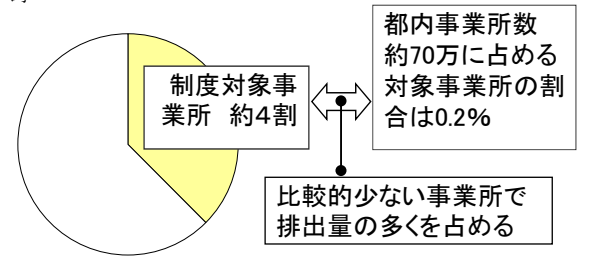 都内事業所数
約70万に占める
対象事業所の割
合は0.2%
制度対象事
業所 約4割
比較的少ない事業所で
排出量の多くを占める